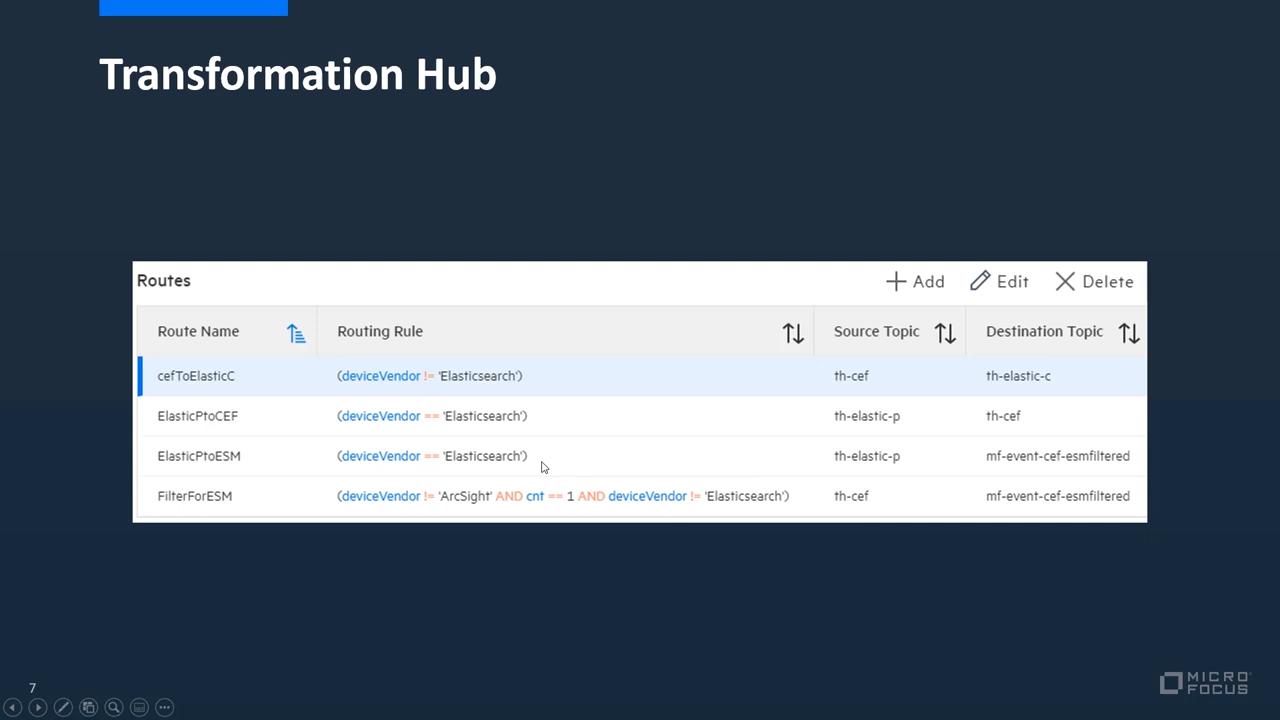 Transformation Hub
Routes Add Edit Delete
Route Name Routing Rule Source Topic Destination Topic
cefToElasticC (deviceVendor != 'Elasticsearch') th-cef th-elastic-c
ElasticPtoCEF (deviceVendor == 'Elasticsearch') th-elastic-p th-cef
ElasticPtoESM (deviceVendor == 'Elasticsearch') th-elastic-p mf-event-cef-esmfiltered
FilterForESM (deviceVendor != 'ArcSight' AND cnt == 1 AND deviceVendor != 'Elasticsearch') th-cef mf-event-cef-esmfiltered
7
MICRO
FOCUS